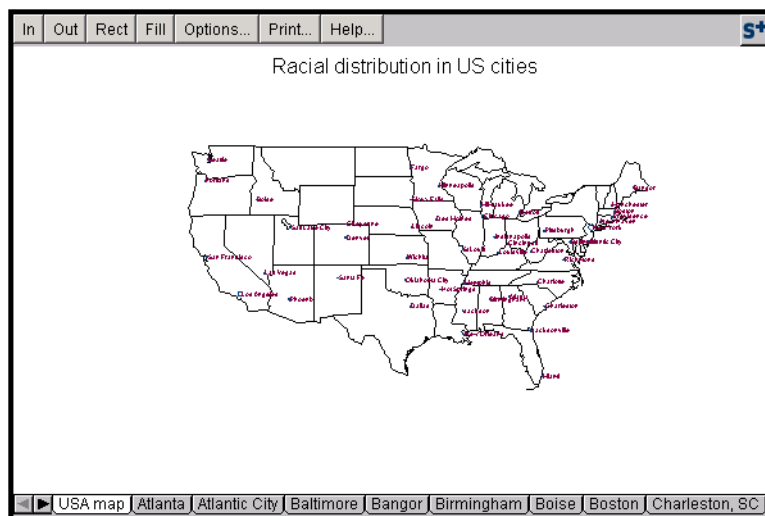 In Out Rect Fill Options... Print... Help... S+
Racial distribution in US cities
Seattle
Fargo
Portland
Minneapolis
Bangor
Boise
Sioux Falls
Milwaukee
Manchester
Boston
Providence
Chicago
Des Moines
Lincoln
Cheyenne
Salt Lake City
New York
Pittsburgh
Denver
Indianapolis
Cincinnati
Atlantic City
San Francisco
Wichita
St.Louis
Louisville
Charleston
Richmond
Las Vegas
Santa Fe
Oklahoma City
Memphis
Charlotte
Hot Springs
Los Angeles
Phoenix
Dallas
Birmingham
Charleston
Jackson
Jacksonville
New Orleans
Miami
USA map Atlanta Atlantic City Baltimore Bangor Birmingham Boise Boston Charleston, SC